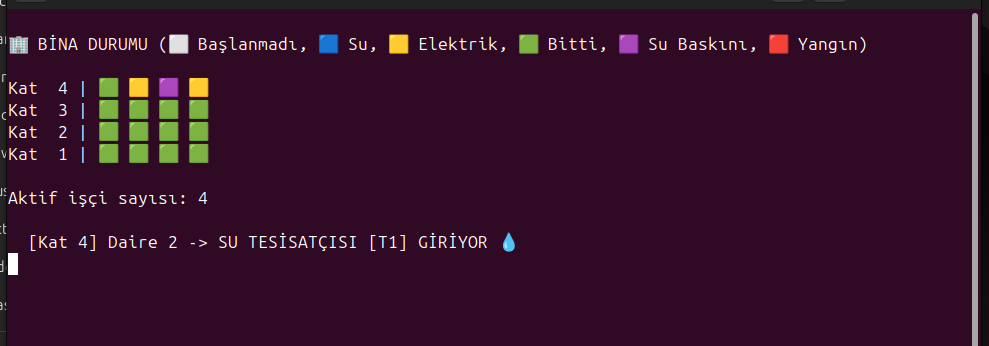 🏢 BİNA DURUMU (⬜ Başlanmadı, 🟦 Su, 🟨 Elektrik, 🟩 Bitti, 🟪 Su Baskını, 🟥 Yangın)
Kat 4 | 🟩 🟨 🟪 🟨
Kat 3 | 🟩 🟩 🟩 🟩
Kat 2 | 🟩 🟩 🟩 🟩
Kat 1 | 🟩 🟩 🟩 🟩
Aktif işçi sayısı: 4
[Kat 4] Daire 2 -> SU TESİSATÇISI [T1] GİRİYOR 💧